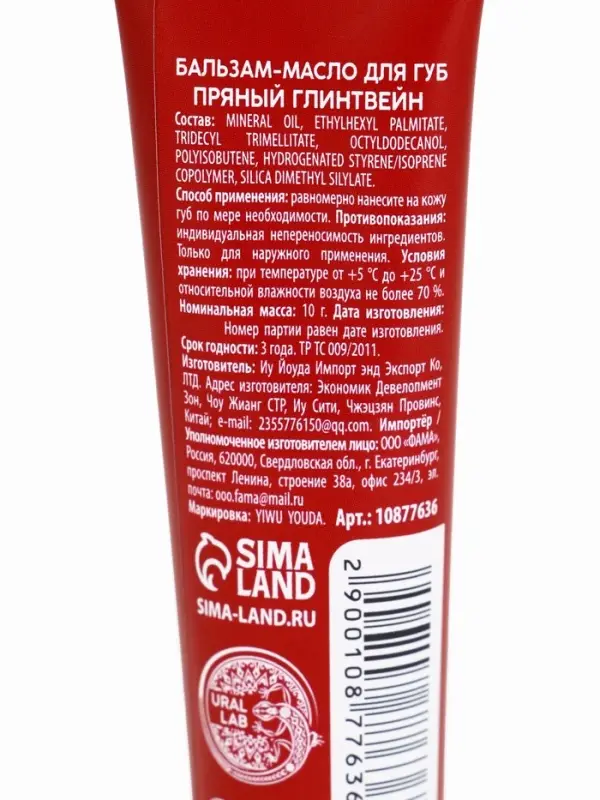 БАЛЬЗАМ-МАСЛО ДЛЯ ГУБ
ПРЯНЫЙ ГЛИНТВЕЙН
Состав: MINERAL OIL, ETHYLHEXYL PALMITATE,
TRIDECYL TRIMELLITATE, OCTYLDODECANOL,
POLYISOBUTENE, HYDROGENATED STYRENE/ISOPRENE
COPOLYMER, SILICA DIMETHYL SILYLATE.
Способ применения: равномерно нанесите на кожу
губ по мере необходимости. Противопоказания:
индивидуальная непереносимость ингредиентов.
Только для наружного применения. Условия
хранения: при температуре от +5 °C до +25 °C и
относительной влажности воздуха не более 70 %.
Номинальная масса: 10 г. Дата изготовления:
Номер партии равен дате изготовления.
Срок годности: 3 года. ТР ТС 009/2011.
Изготовитель: Иу Йоуда Импорт энд Экспорт Ко,
ЛТД. Адрес изготовителя: Экономик Девелопмент
Зон, Чоу Жианг СТР, Иу Сити, Чжэцзян Провинс,
Китай; e-mail: 2355776150@qq.com. Импортёр /
Уполномоченное изготовителем лицо: ООО «ФАМА»,
Россия, 620000, Свердловская обл., г. Екатеринбург,
проспект Ленина, строение 38а, офис 234/3, эл.
почта: ooo.fama@mail.ru
Маркировка: YIWU YOUDA. Арт.: 10877636
SIMA
LAND
SIMA-LAND.RU
URAL
LAB
2 900108 77636